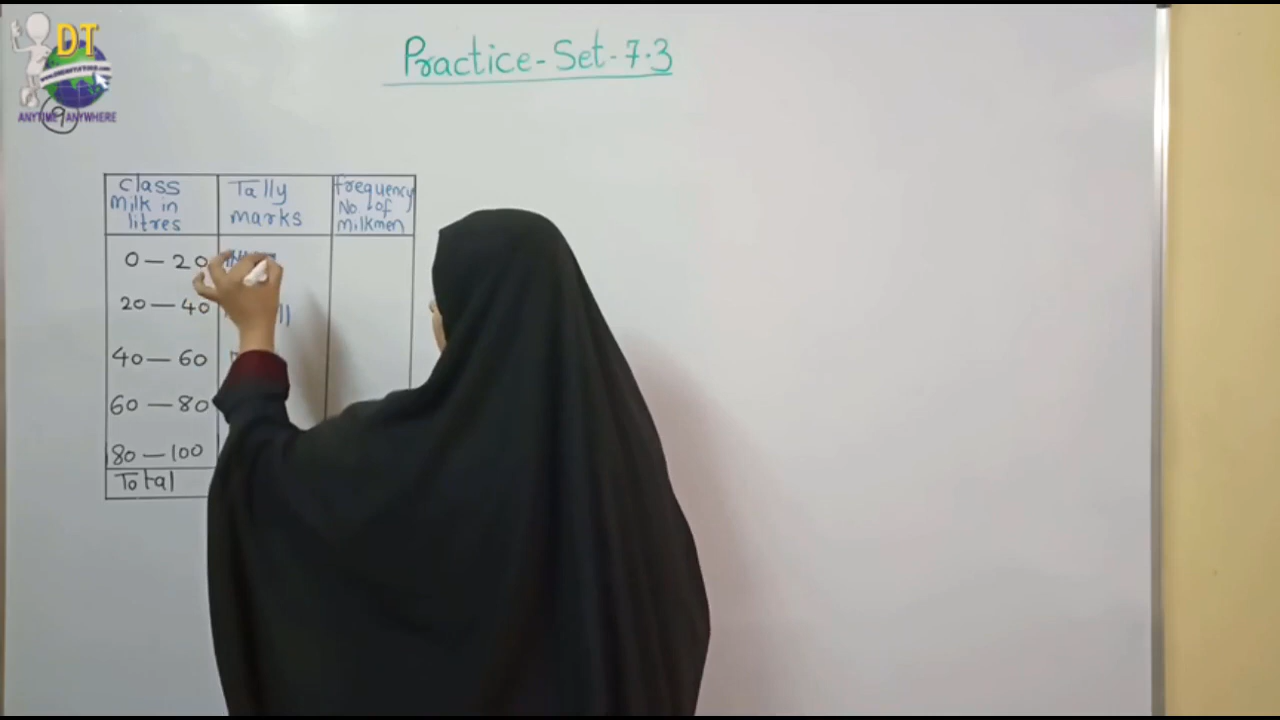 DT
ANYTIME ANYWHERE
9
Practice-Set-7.3
Class Milk in litres
Tally marks
frequency No of milkmen
0 — 20
20 — 40
40 — 60
60 — 80
80 — 100
Total